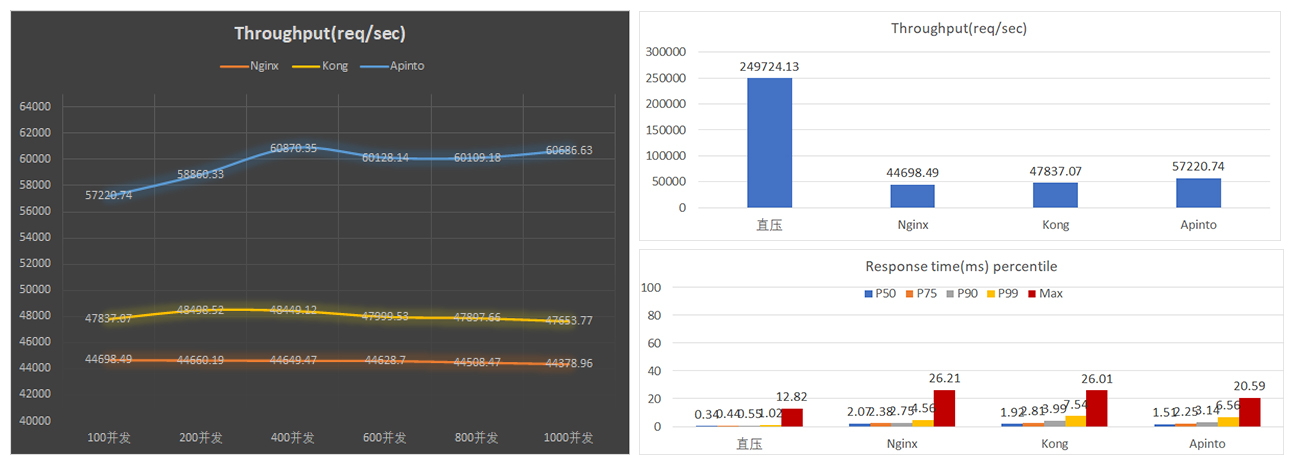 Throughput(req/sec)
Nginx Kong Apinto
64000
62000
60000
58000
56000
54000
52000
50000
48000
46000
44000
42000
40000
57220.74 58860.33 60870.35 60128.14 60109.18 60686.63
47837.07 48498.52 48449.12 47999.53 47897.66 47653.77
44698.49 44660.19 44649.47 44628.7 44508.47 44378.96
100开发 200开发 400开发 600开发 800开发 1000开发
Throughput(req/sec)
300000
250000
200000
150000
100000
50000
0
249724.13 44698.49 47837.07 57220.74
直压 Nginx Kong Apinto
Response time(ms) percentile
P50 P75 P90 P99 Max
100
80
60
40
20
0
0.34 0.44 0.55 1.02 12.82
2.07 2.38 2.75 4.56 26.21
1.92 2.81 3.99 7.54 26.01
1.51 2.25 3.14 6.56 20.59
直压 Nginx Kong Apinto